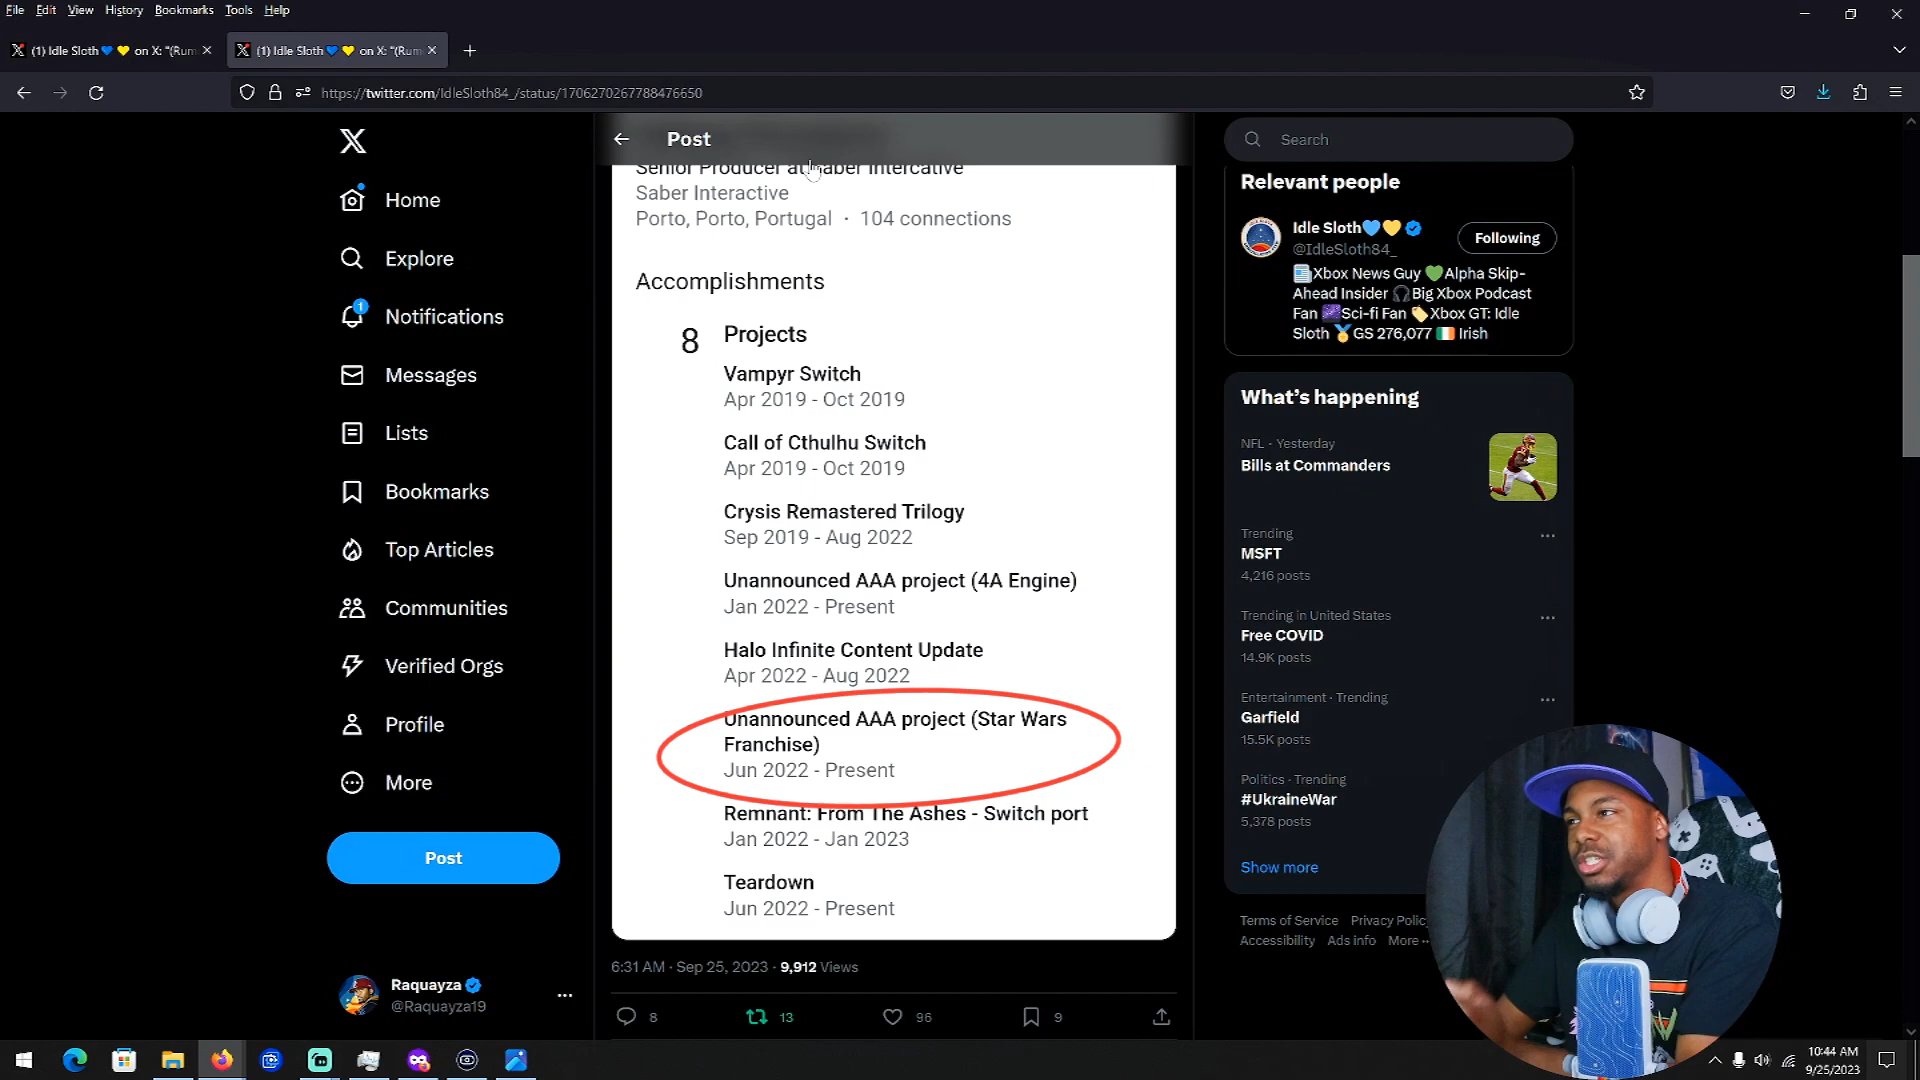 File Edit View History Bookmarks Tools Help
(1) Idle Sloth💙💛 on X: "(Rum
(1) Idle Sloth💙💛 on X: "(Rum
https://twitter.com/IdleSloth84_/status/1706270267788476650
Home
Explore
1
Notifications
Messages
Lists
Bookmarks
Top Articles
Communities
Verified Orgs
Profile
More
Post
Raquayza
@Raquayza19
Post
Senior Producer at Saber Intercative
Saber Interactive
Porto, Porto, Portugal · 104 connections
Accomplishments
8 Projects
Vampyr Switch
Apr 2019 - Oct 2019
Call of Cthulhu Switch
Apr 2019 - Oct 2019
Crysis Remastered Trilogy
Sep 2019 - Aug 2022
Unannounced AAA project (4A Engine)
Jan 2022 - Present
Halo Infinite Content Update
Apr 2022 - Aug 2022
Unannounced AAA project (Star Wars
Franchise)
Jun 2022 - Present
Remnant: From The Ashes - Switch port
Jan 2022 - Jan 2023
Teardown
Jun 2022 - Present
6:31 AM · Sep 25, 2023 · 9,912 Views
8 13 96 9
Search
Relevant people
Idle Sloth💙💛
@IdleSloth84_
Following
📰Xbox News Guy 💚Alpha Skip-
Ahead Insider 🎧Big Xbox Podcast
Fan 🌌Sci-fi Fan 🏷️Xbox GT: Idle
Sloth 🏅GS 276,077 🇮🇪 Irish
What's happening
NFL · Yesterday
Bills at Commanders
Trending
MSFT
4,216 posts
Trending in United States
Free COVID
14.9K posts
Entertainment · Trending
Garfield
15.5K posts
Politics · Trending
#UkraineWar
5,378 posts
Show more
Terms of Service Privacy Policy
Accessibility Ads info More ··
10:44 AM
9/25/2023